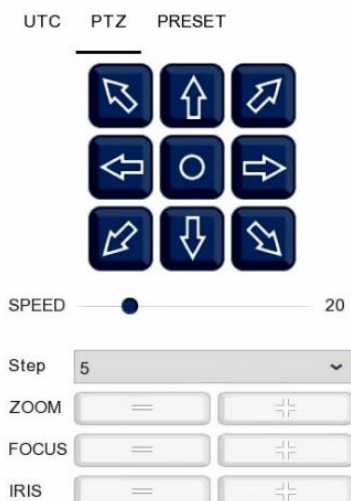 UTC PTZ PRESET
SPEED 20
Step 5
ZOOM
FOCUS
IRIS